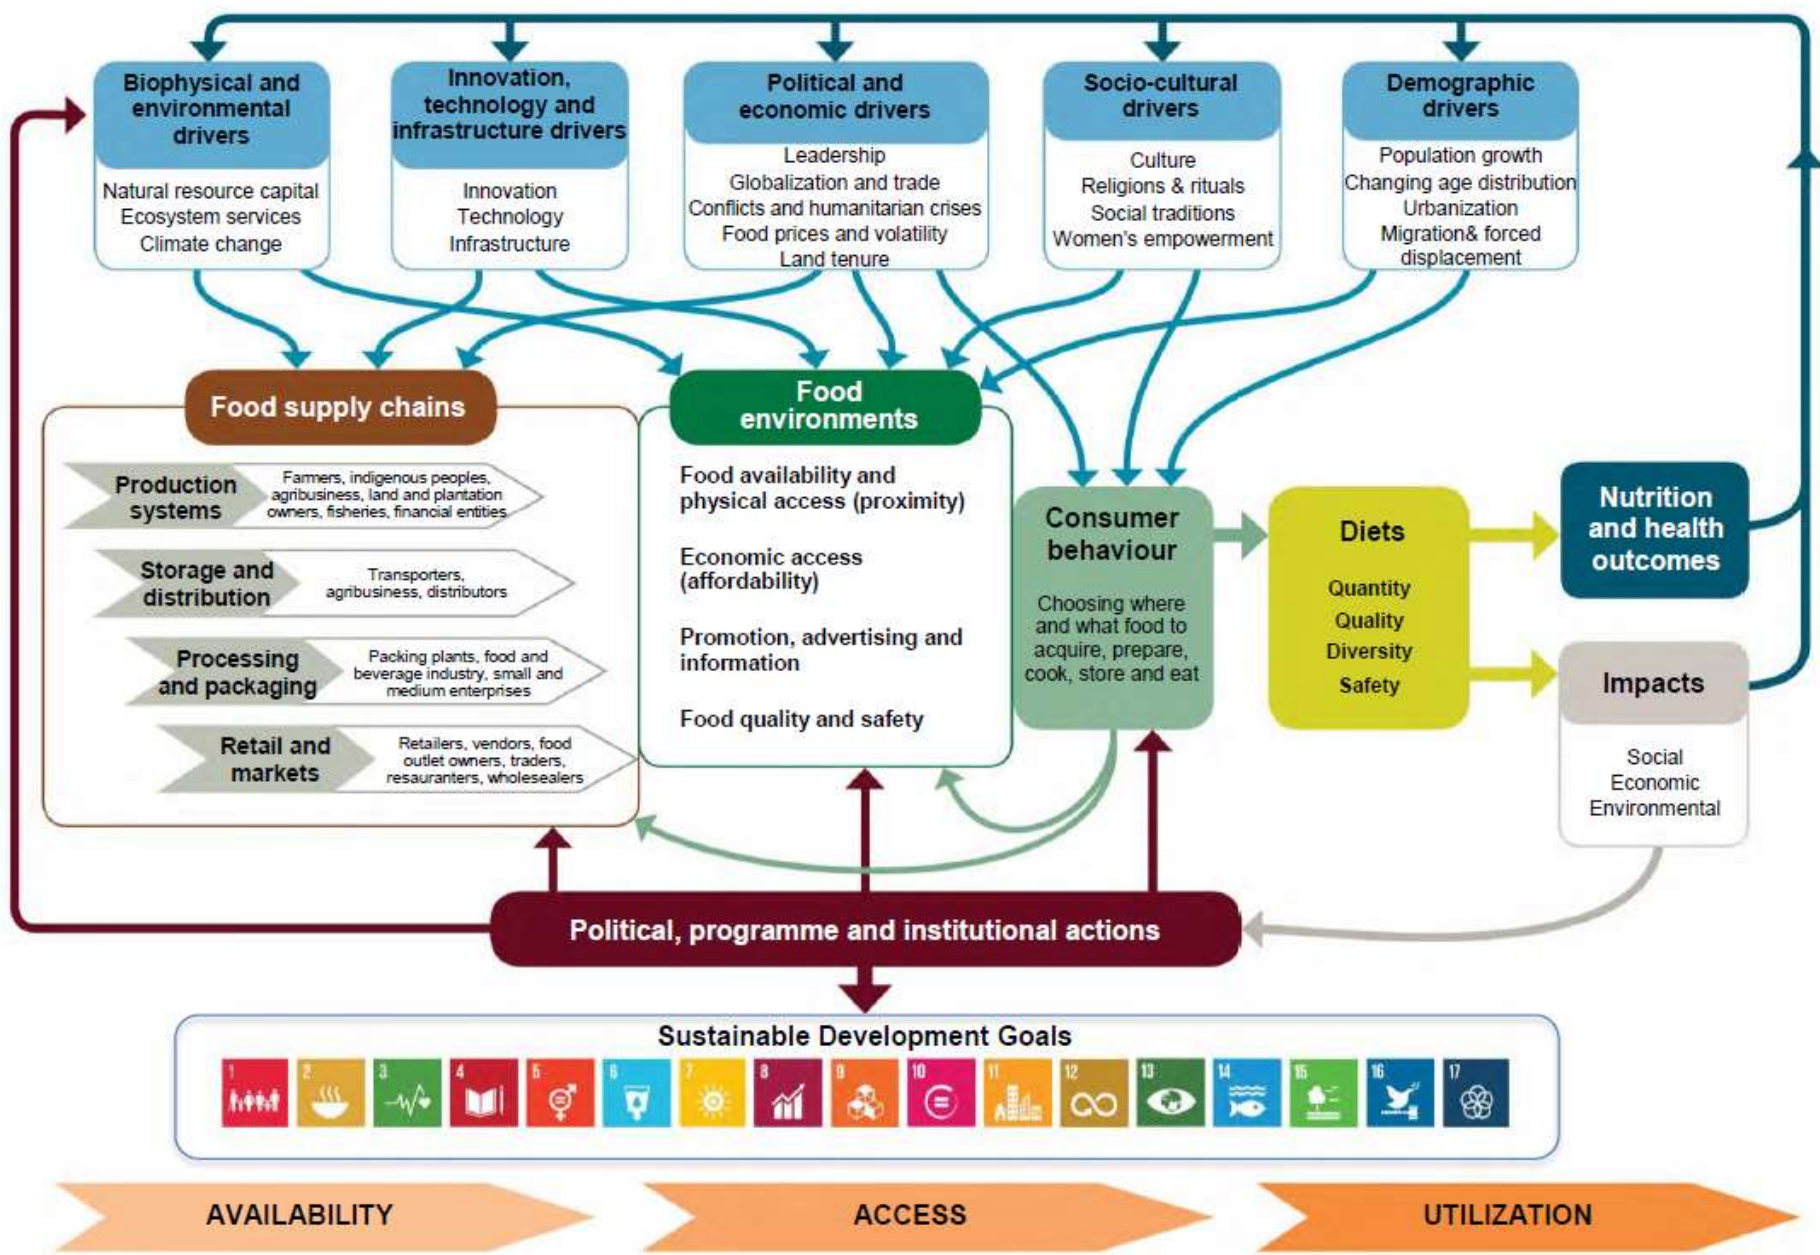 Biophysical and
environmental
drivers
Natural resource capital
Ecosystem services
Climate change
Innovation,
technology and
infrastructure drivers
Innovation
Technology
Infrastructure
Political and
economic drivers
Leadership
Globalization and trade
Conflicts and humanitarian crises
Food prices and volatility
Land tenure
Socio-cultural
drivers
Culture
Religions & rituals
Social traditions
Women's empowerment
Demographic
drivers
Population growth
Changing age distribution
Urbanization
Migration& forced
displacement
Food supply chains
Production
systems
Farmers, indigenous peoples,
agribusiness, land and plantation
owners, fisheries, financial entities
Storage and
distribution
Transporters,
agribusiness, distributors
Processing
and packaging
Packing plants, food and
beverage industry, small and
medium enterprises
Retail and
markets
Retailers, vendors, food
outlet owners, traders,
resauranters, wholesealers
Food
environments
Food availability and
physical access (proximity)
Economic access
(affordability)
Promotion, advertising and
information
Food quality and safety
Consumer
behaviour
Choosing where
and what food to
acquire, prepare,
cook, store and eat
Diets
Quantity
Quality
Diversity
Safety
Nutrition
and health
outcomes
Impacts
Social
Economic
Environmental
Political, programme and institutional actions
Sustainable Development Goals
1 2 3 4 5 6 7 8 9 10 11 12 13 14 15 16 17
AVAILABILITY
ACCESS
UTILIZATION